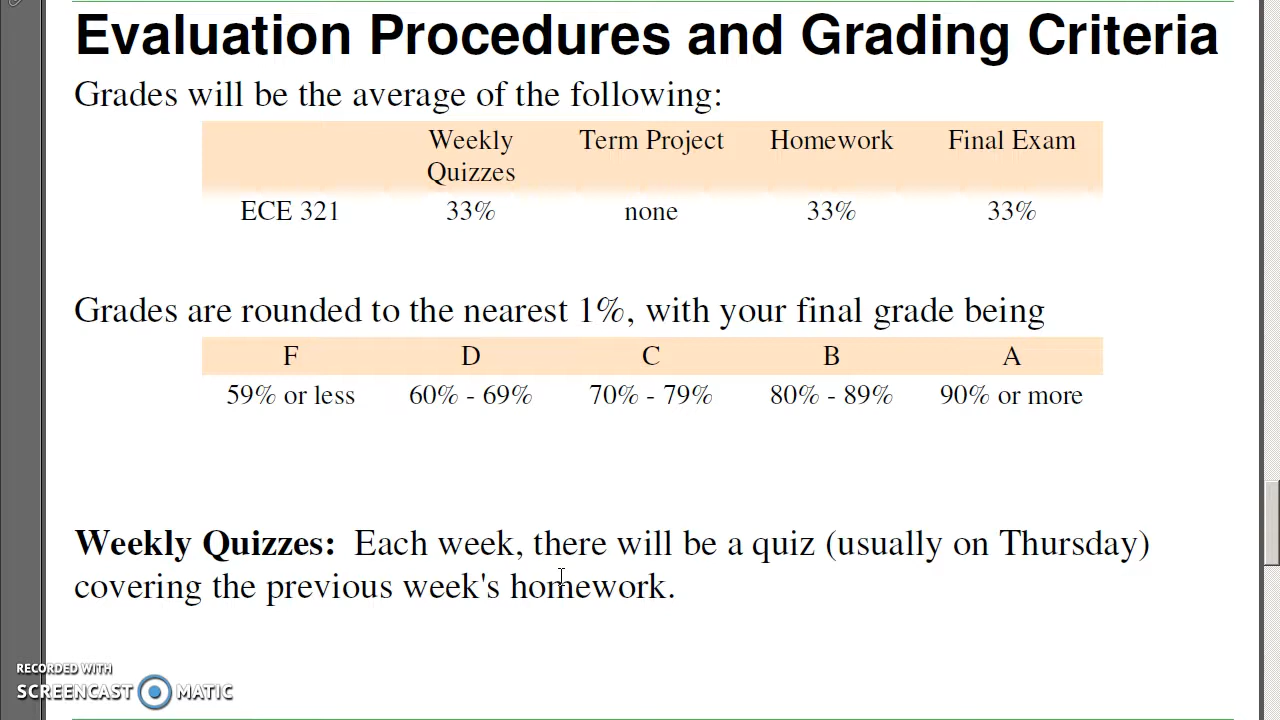 Evaluation Procedures and Grading Criteria
Grades will be the average of the following:
Weekly Quizzes Term Project Homework Final Exam
ECE 321 33% none 33% 33%
Grades are rounded to the nearest 1%, with your final grade being
F D C B A
59% or less 60% - 69% 70% - 79% 80% - 89% 90% or more
Weekly Quizzes: Each week, there will be a quiz (usually on Thursday)
covering the previous week's homework.
RECORDED WITH
SCREENCAST MATIC